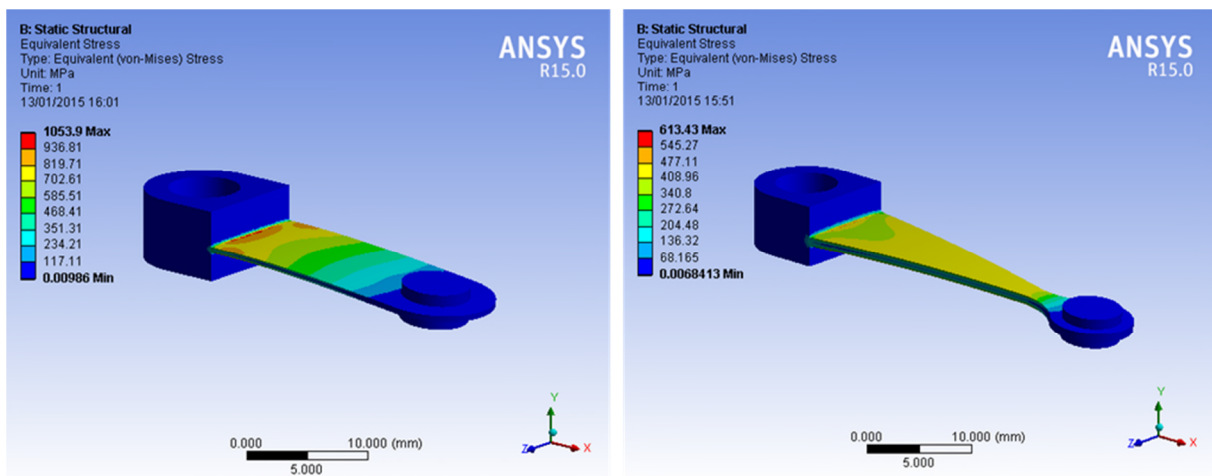 B: Static Structural
Equivalent Stress
Type: Equivalent (von-Mises) Stress
Unit: MPa
Time: 1
13/01/2015 16:01
ANSYS
R15.0
1053.9 Max
936.81
819.71
702.61
585.51
468.41
351.31
234.21
117.11
0.00986 Min
0.000
10.000 (mm)
5.000
Y
Z
X
B: Static Structural
Equivalent Stress
Type: Equivalent (von-Mises) Stress
Unit: MPa
Time: 1
13/01/2015 15:51
ANSYS
R15.0
613.43 Max
545.27
477.11
408.96
340.8
272.64
204.48
136.32
68.165
0.0068413 Min
0.000
10.000 (mm)
5.000
Y
Z
X